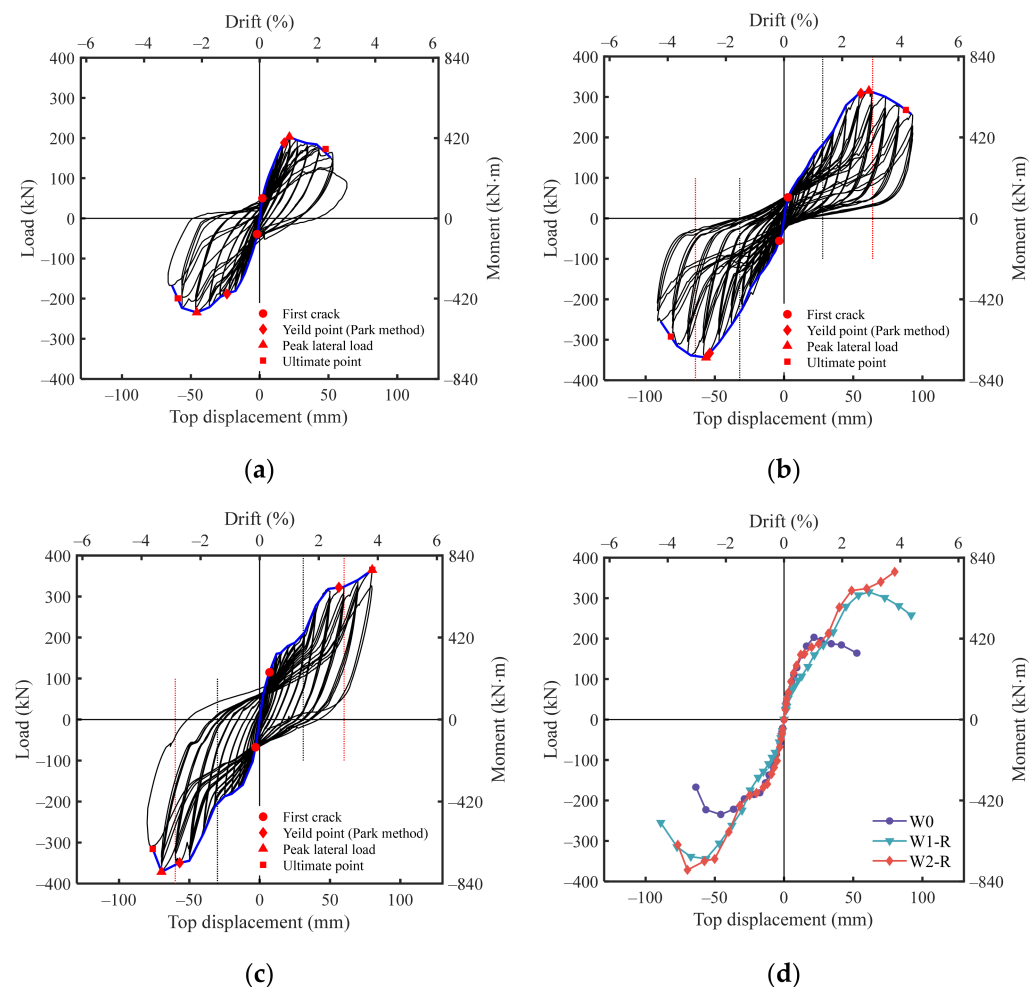 Drift (%)
–6 –4 –2 0 2 4 6
400 840
300
200 420
100
0 0
–100
–200 –420
–300
–400 –840
Load (kN)
Moment (kN·m)
First crack
Yeild point (Park method)
Peak lateral load
Ultimate point
–100 –50 0 50 100
Top displacement (mm)
(a)
Drift (%)
–6 –4 –2 0 2 4 6
400 840
300
200 420
100
0 0
–100
–200 –420
–300
–400 –840
Load (kN)
Moment (kN·m)
First crack
Yeild point (Park method)
Peak lateral load
Ultimate point
–100 –50 0 50 100
Top displacement (mm)
(b)
Drift (%)
–6 –4 –2 0 2 4 6
400 840
300
200 420
100
0 0
–100
–200 –420
–300
–400 –840
Load (kN)
Moment (kN·m)
First crack
Yeild point (Park method)
Peak lateral load
Ultimate point
–100 –50 0 50 100
Top displacement (mm)
(c)
Drift (%)
–6 –4 –2 0 2 4 6
400 840
300
200 420
100
0 0
–100
–200 –420
–300
–400 –840
Load (kN)
Moment (kN·m)
W0
W1-R
W2-R
–100 –50 0 50 100
Top displacement (mm)
(d)